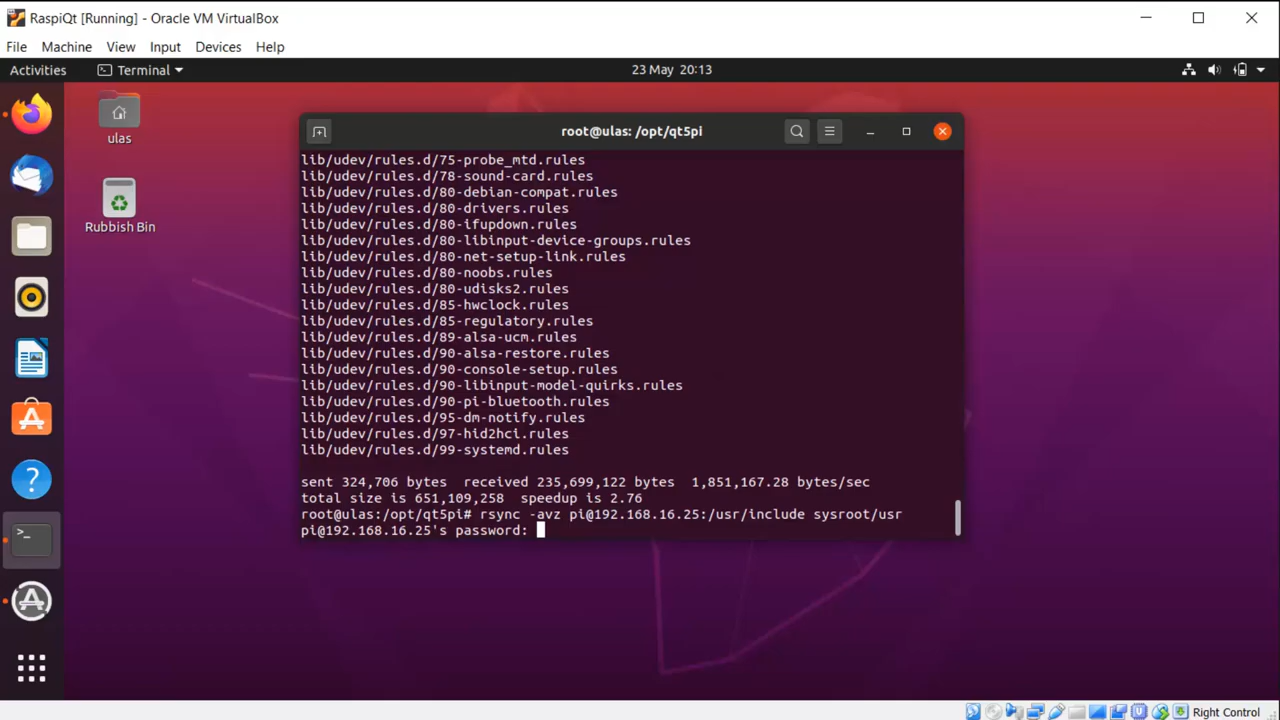 RaspiQt [Running] - Oracle VM VirtualBox
File Machine View Input Devices Help
Activities Terminal 23 May 20:13
ulas
Rubbish Bin
root@ulas: /opt/qt5pi
lib/udev/rules.d/75-probe_mtd.rules
lib/udev/rules.d/78-sound-card.rules
lib/udev/rules.d/80-debian-compat.rules
lib/udev/rules.d/80-drivers.rules
lib/udev/rules.d/80-ifupdown.rules
lib/udev/rules.d/80-libinput-device-groups.rules
lib/udev/rules.d/80-net-setup-link.rules
lib/udev/rules.d/80-noobs.rules
lib/udev/rules.d/80-udisks2.rules
lib/udev/rules.d/85-hwclock.rules
lib/udev/rules.d/85-regulatory.rules
lib/udev/rules.d/89-alsa-ucm.rules
lib/udev/rules.d/90-alsa-restore.rules
lib/udev/rules.d/90-console-setup.rules
lib/udev/rules.d/90-libinput-model-quirks.rules
lib/udev/rules.d/90-pi-bluetooth.rules
lib/udev/rules.d/95-dm-notify.rules
lib/udev/rules.d/97-hid2hci.rules
lib/udev/rules.d/99-systemd.rules
sent 324,706 bytes  received 235,699,122 bytes  1,851,167.28 bytes/sec
total size is 651,109,258  speedup is 2.76
root@ulas:/opt/qt5pi# rsync -avz pi@192.168.16.25:/usr/include sysroot/usr
pi@192.168.16.25's password:
Right Control